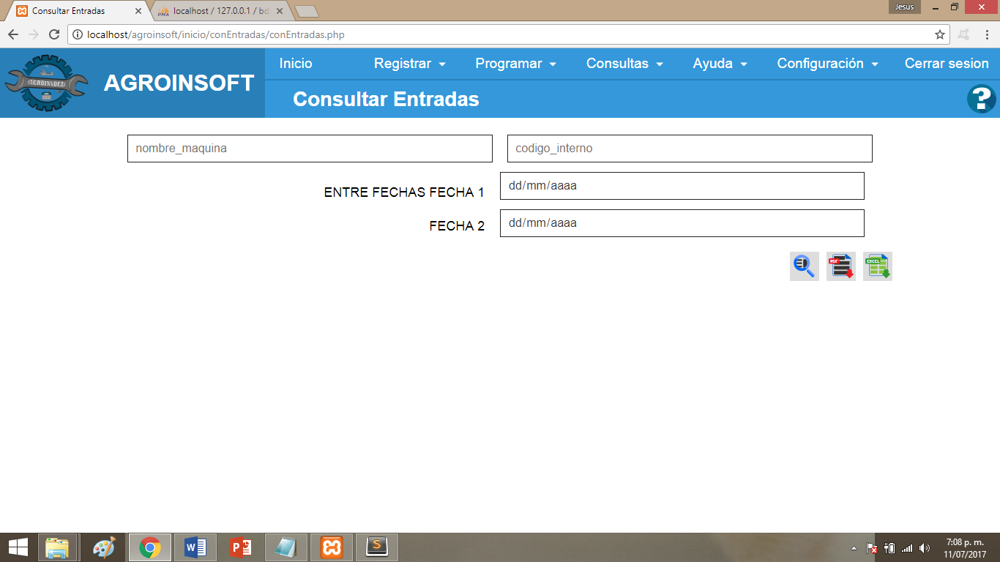 Consultar Entradas
localhost / 127.0.0.1 / bd
Jesus
localhost/agroinsoft/inicio/conEntradas/conEntradas.php
AGROINSOFT
AGROINSOFT
Inicio Registrar Programar Consultas Ayuda Configuración Cerrar sesion
Consultar Entradas
?
nombre_maquina codigo_interno
ENTRE FECHAS FECHA 1 dd/mm/aaaa
FECHA 2 dd/mm/aaaa
PDF EXCEL
7:08 p. m.
11/07/2017